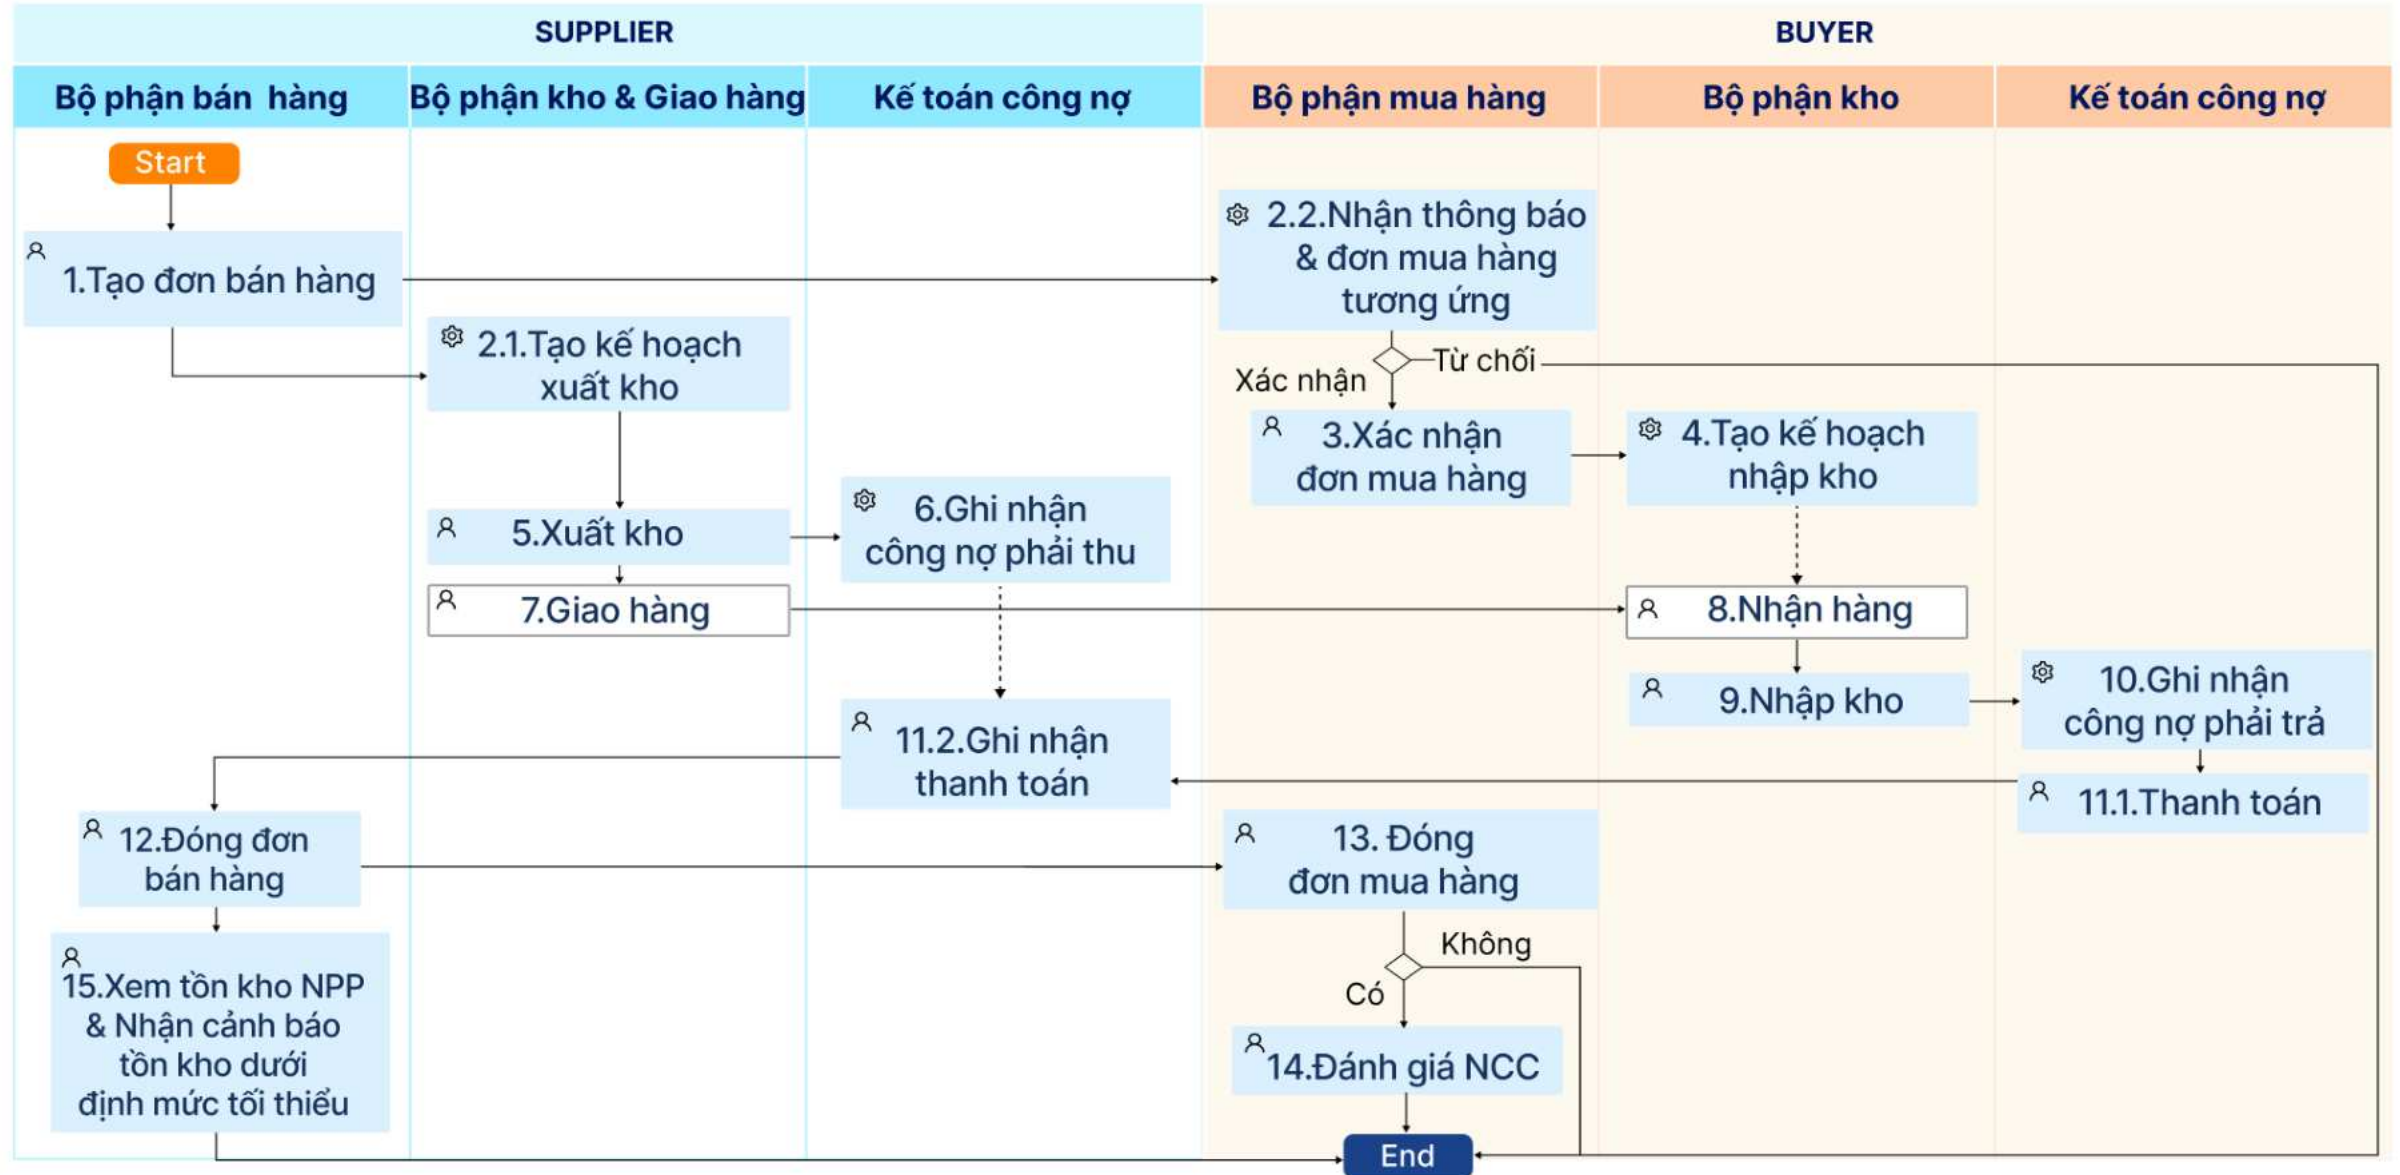 SUPPLIER
BUYER
Bộ phận bán hàng
Bộ phận kho & Giao hàng
Kế toán công nợ
Bộ phận mua hàng
Bộ phận kho
Kế toán công nợ
Start
1.Tạo đơn bán hàng
2.2.Nhận thông báo
& đơn mua hàng
tương ứng
2.1.Tạo kế hoạch
xuất kho
Từ chối
Xác nhận
3.Xác nhận
đơn mua hàng
4.Tạo kế hoạch
nhập kho
5.Xuất kho
6.Ghi nhận
công nợ phải thu
7.Giao hàng
8.Nhận hàng
9.Nhập kho
10.Ghi nhận
công nợ phải trả
11.2.Ghi nhận
thanh toán
11.1.Thanh toán
12.Đóng đơn
bán hàng
13. Đóng
đơn mua hàng
Không
Có
15.Xem tồn kho NPP
& Nhận cảnh báo
tồn kho dưới
định mức tối thiểu
14.Đánh giá NCC
End